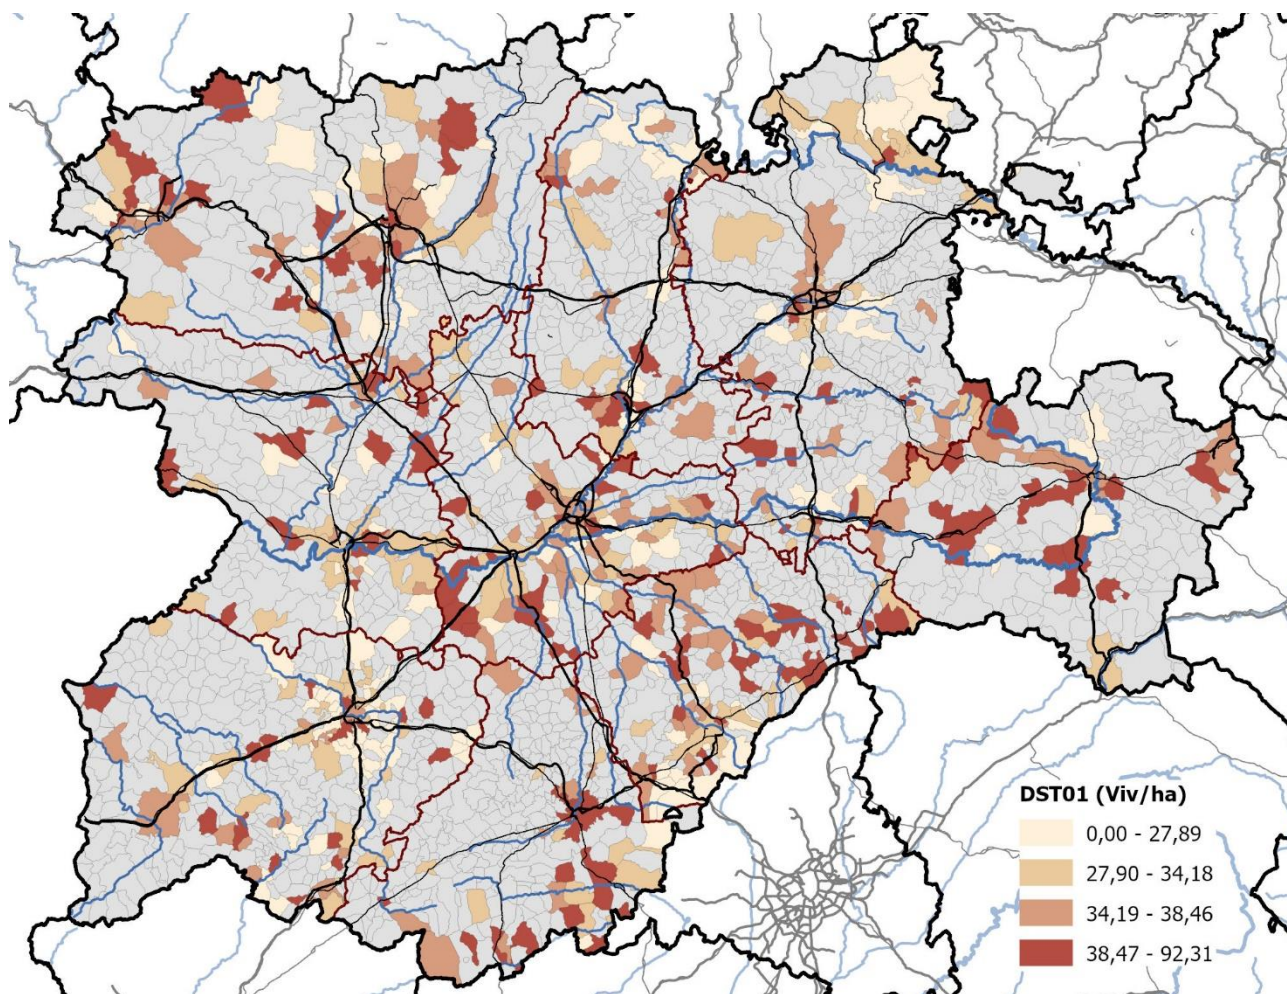 DST01 (Viv/ha)
0,00 - 27,89
27,90 - 34,18
34,19 - 38,46
38,47 - 92,31